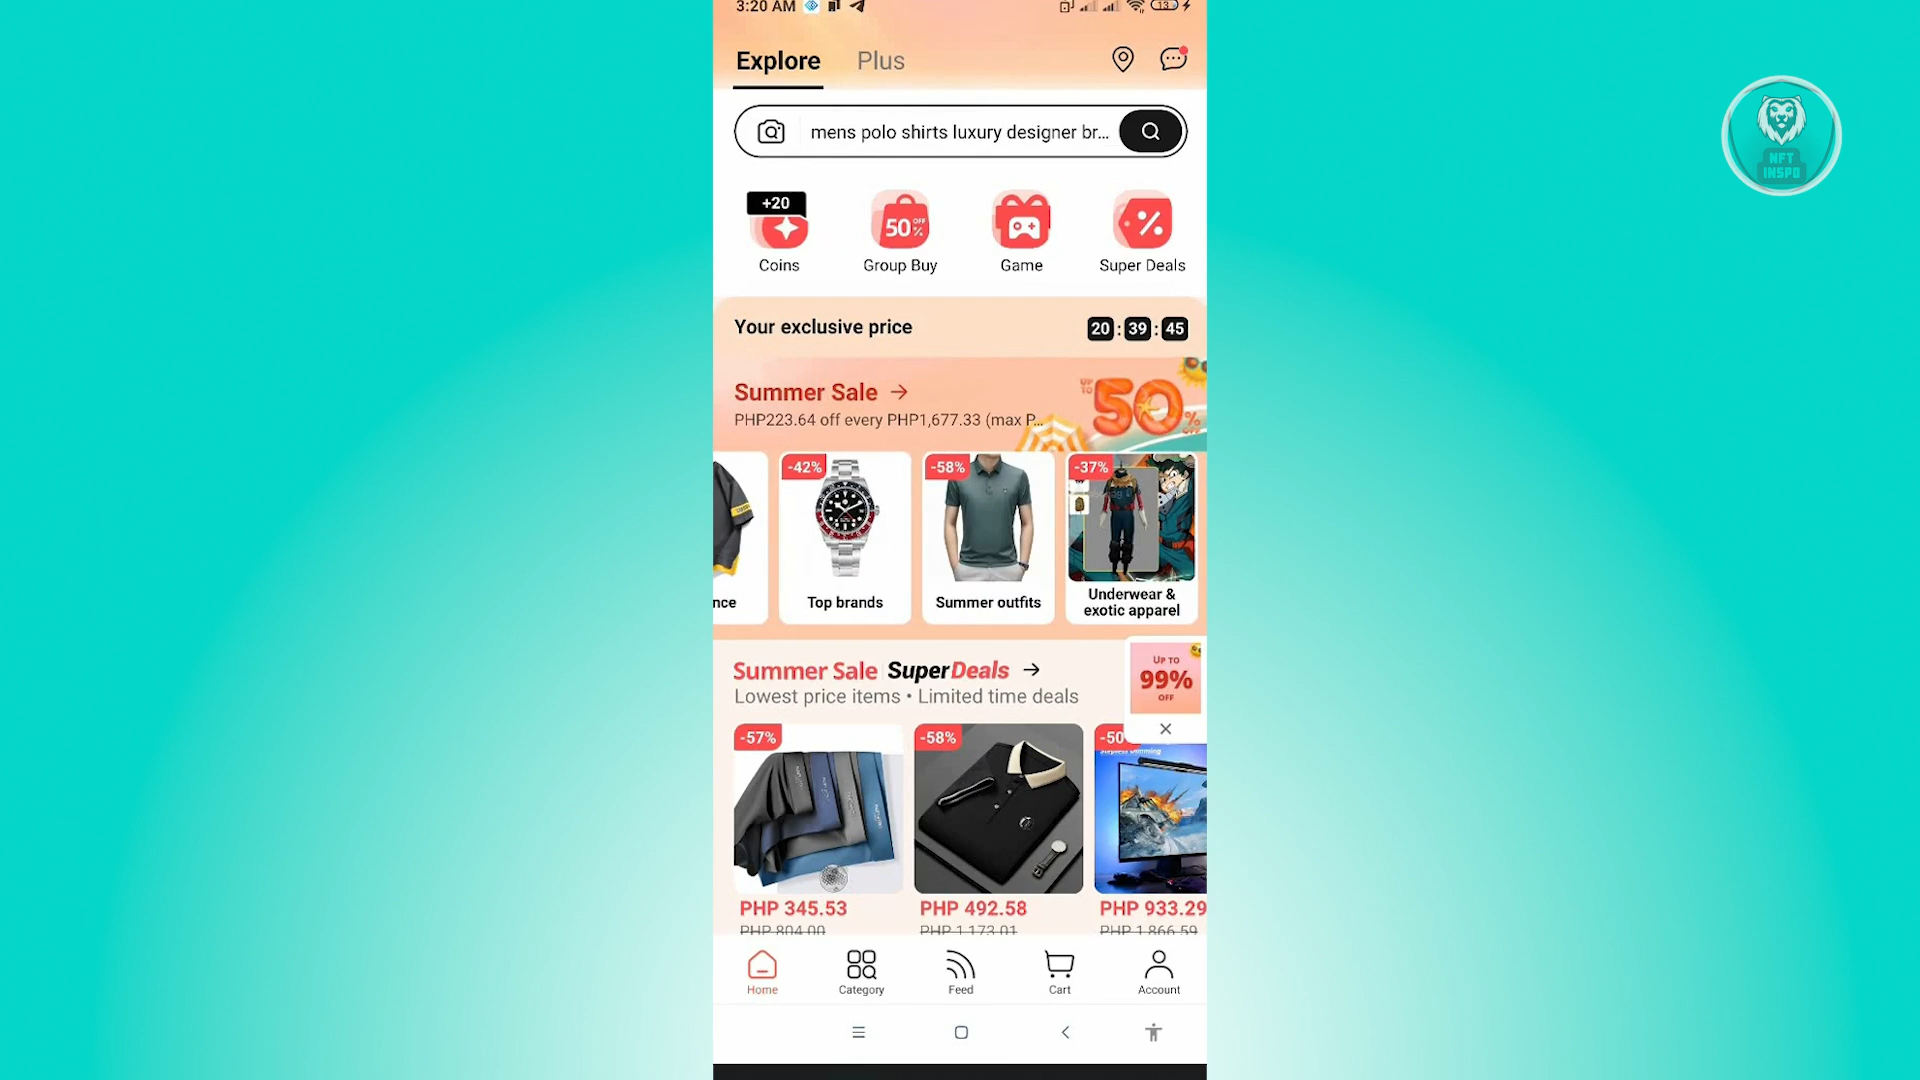 3:20 AM
13
Explore
Plus
mens polo shirts luxury designer br...
+20
50 OFF %
Coins
Group Buy
Game
Super Deals
Your exclusive price
20 : 39 : 45
Summer Sale →
PHP223.64 off every PHP1,677.33 (max P...
UP TO 50% OFF
-42%
-58%
-37%
nce
Top brands
Summer outfits
Underwear &
exotic apparel
Summer Sale SuperDeals →
Lowest price items • Limited time deals
UP TO
99%
OFF
-57%
-58%
-50
Stepless Dimming
PHP 345.53
PHP 492.58
PHP 933.29
PHP 804.00
PHP 1,173.01
PHP 1,866.59
Home
Category
Feed
Cart
Account
NFT
INSPO